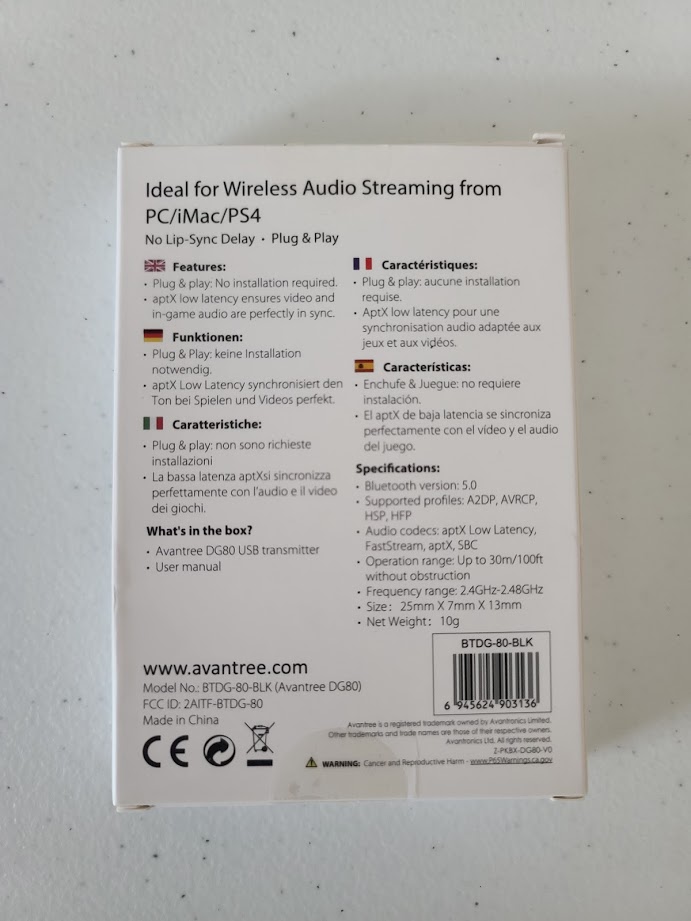 Ideal for Wireless Audio Streaming from
PC/iMac/PS4
No Lip-Sync Delay • Plug & Play
Features:
• Plug & play: No installation required.
• aptX low latency ensures video and
in-game audio are perfectly in sync.
Funktionen:
• Plug & Play: keine Installation
notwendig.
• aptX Low Latency synchronisiert den
Ton bei Spielen und Videos perfekt.
Caratteristiche:
• Plug & play: non sono richieste
installazioni
• La bassa latenza aptXsi sincronizza
perfettamente con l'audio e il video
dei giochi.
What's in the box?
• Avantree DG80 USB transmitter
• User manual
Caractéristiques:
• Plug & play: aucune installation
requise.
• AptX low latency pour une
synchronisation audio adaptée aux
jeux et aux vidéos.
Características:
• Enchufe & Juegue: no requiere
instalación.
• El aptX de baja latencia se sincroniza
perfectamente con el vídeo y el audio
del juego.
Specifications:
• Bluetooth version: 5.0
• Supported profiles: A2DP, AVRCP,
HSP, HFP
• Audio codecs: aptX Low Latency,
FastStream, aptX, SBC
• Operation range: Up to 30m/100ft
without obstruction
• Frequency range: 2.4GHz-2.48GHz
• Size: 25mm X 7mm X 13mm
• Net Weight: 10g
BTDG-80-BLK
6 945624 903136
www.avantree.com
Model No.: BTDG-80-BLK (Avantree DG80)
FCC ID: 2AITF-BTDG-80
Made in China
CE
Avantree is a registered trademark owned by Avantronics Limited.
Other trademarks and trade names are those of their respective owners.
Avantronics Ltd. All rights reserved.
Z-PKBX-DG80-V0
WARNING: Cancer and Reproductive Harm - www.P65Warnings.ca.gov